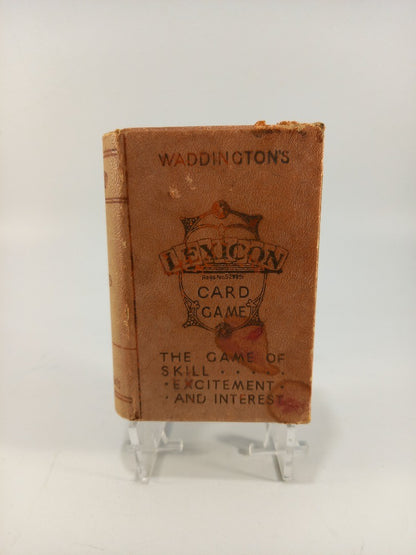 WADDINGTON'S
LEXICON
CARD
GAME
THE GAME OF
SKILL · · · · ·
· EXCITEMENT ·
· AND INTEREST